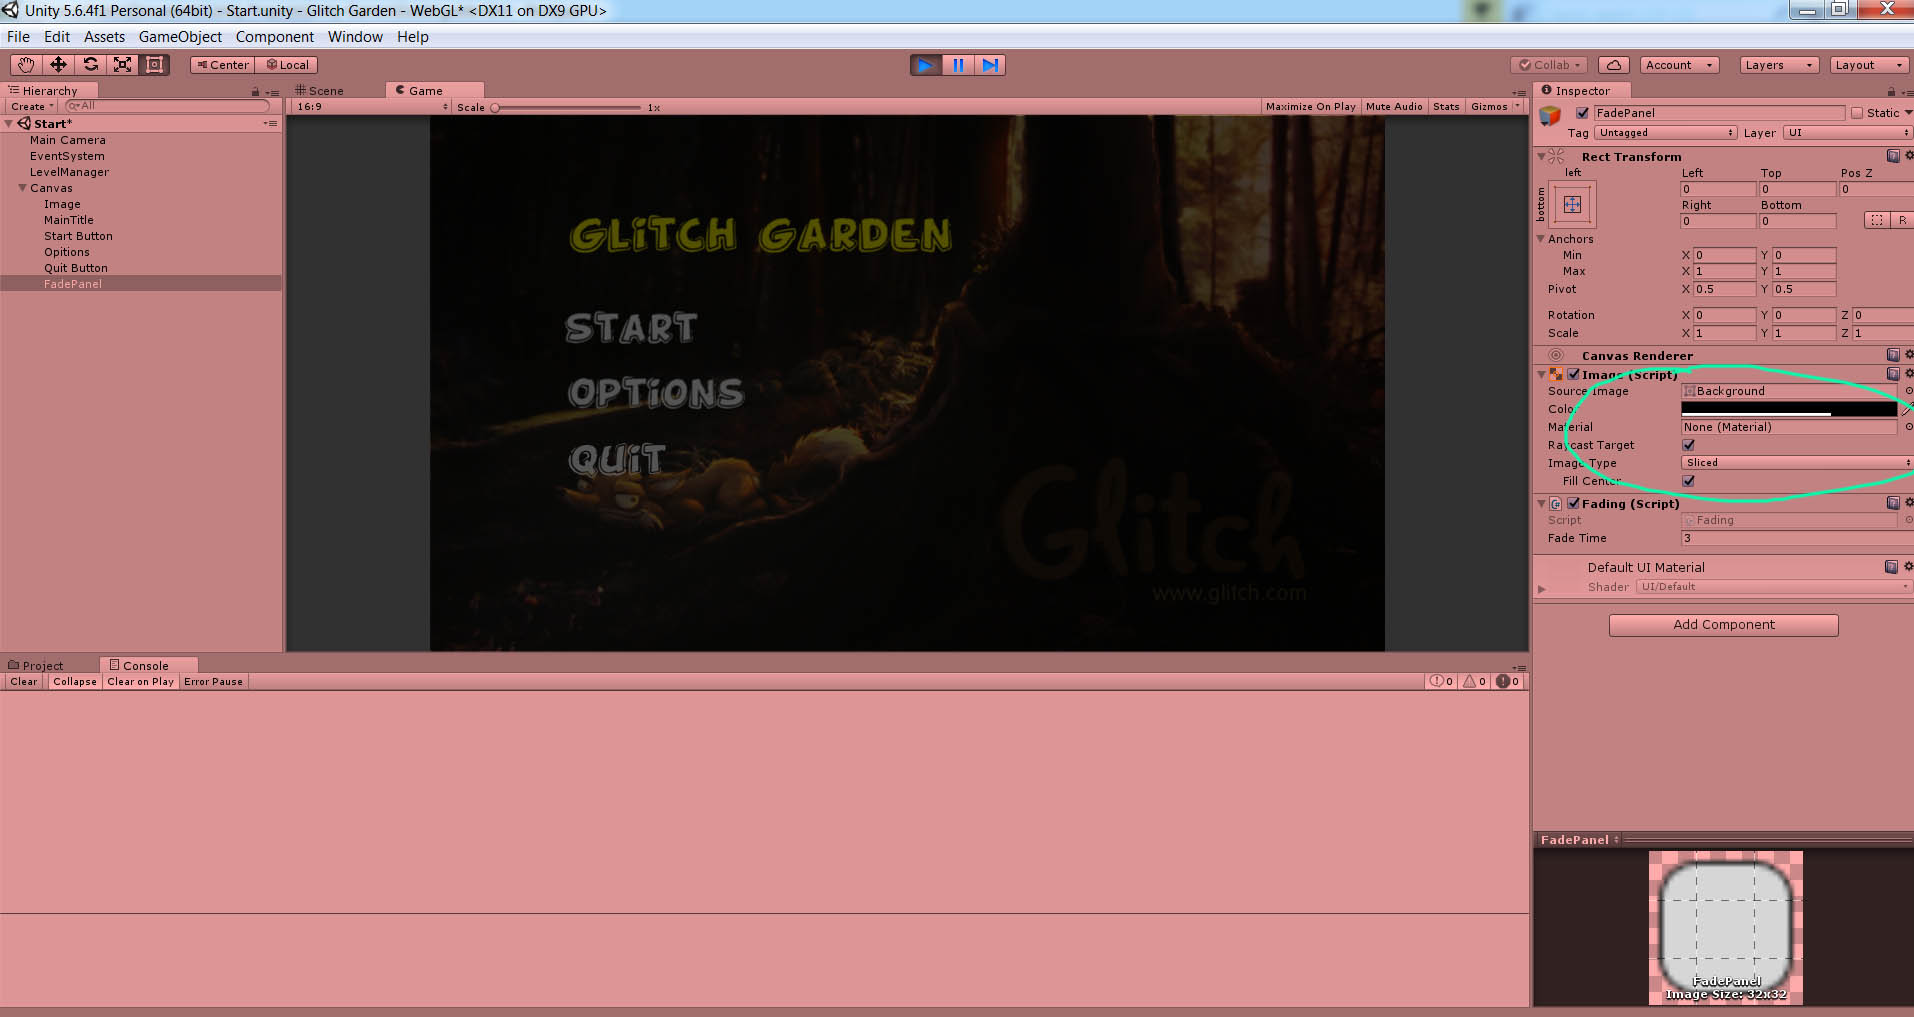 Unity 5.6.4f1 Personal (64bit) - Start.unity - Glitch Garden - WebGL* <DX11 on DX9 GPU>
File Edit Assets GameObject Component Window Help
Center Local
Collab Account Layers Layout
Hierarchy
Create All
Start*
Main Camera
EventSystem
LevelManager
Canvas
Image
MainTitle
Start Button
Opitions
Quit Button
FadePanel
Scene Game
16:9 Scale 1x Maximize On Play Mute Audio Stats Gizmos
GLiTCH GARDEN
START
OPTiONS
QUiT
Glitch
www.glitch.com
Inspector
FadePanel Static
Tag Untagged Layer UI
Rect Transform
left
bottom
Left Top Pos Z
0 0 0
Right Bottom
0 0 R
Anchors
Min X 0 Y 0
Max X 1 Y 1
Pivot X 0.5 Y 0.5
Rotation X 0 Y 0 Z 0
Scale X 1 Y 1 Z 1
Canvas Renderer
Image (Script)
Source Image Background
Color
Material None (Material)
Raycast Target
Image Type Sliced
Fill Center
Fading (Script)
Script Fading
Fade Time 3
Default UI Material
Shader UI/Default
Add Component
Project Console
Clear Collapse Clear on Play Error Pause 0 0 0
FadePanel
FadePanel
Image Size: 32x32